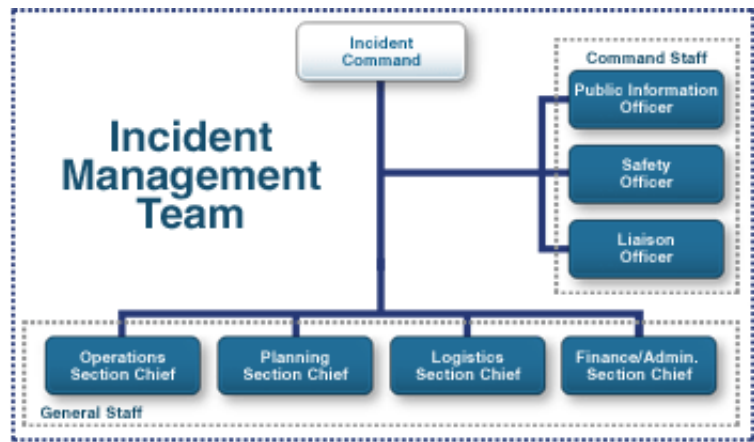 Incident
Command
Command Staff
Public Information
Officer
Incident
Management
Team
Safety
Officer
Liaison
Officer
Operations
Section Chief
Planning
Section Chief
Logistics
Section Chief
Finance/Admin.
Section Chief
General Staff